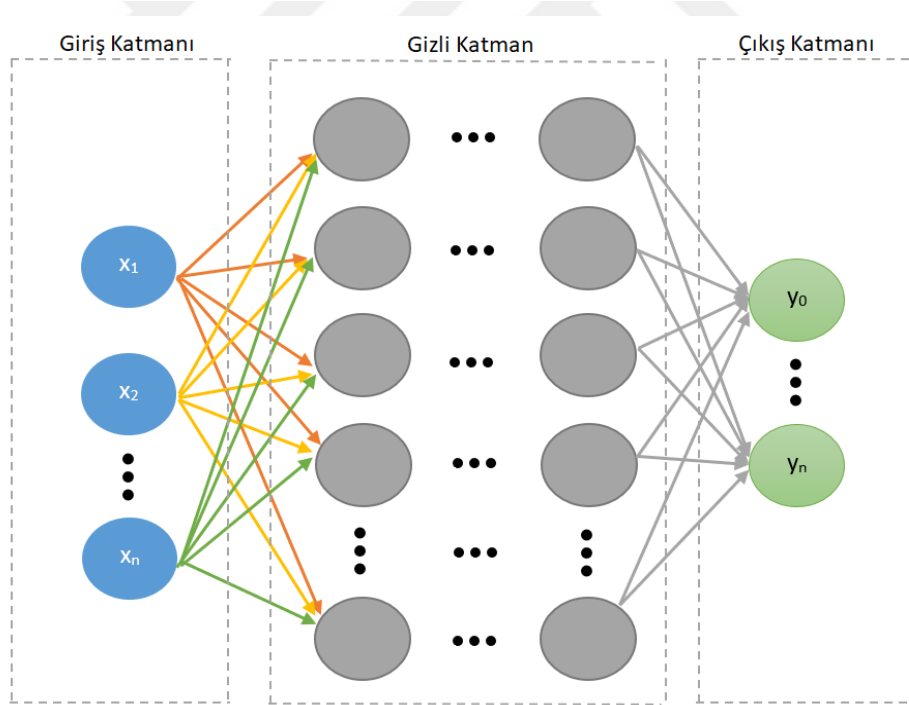 Giriş Katmanı
Gizli Katman
Çıkış Katmanı
x₁
x₂
xₙ
y₀
yₙ